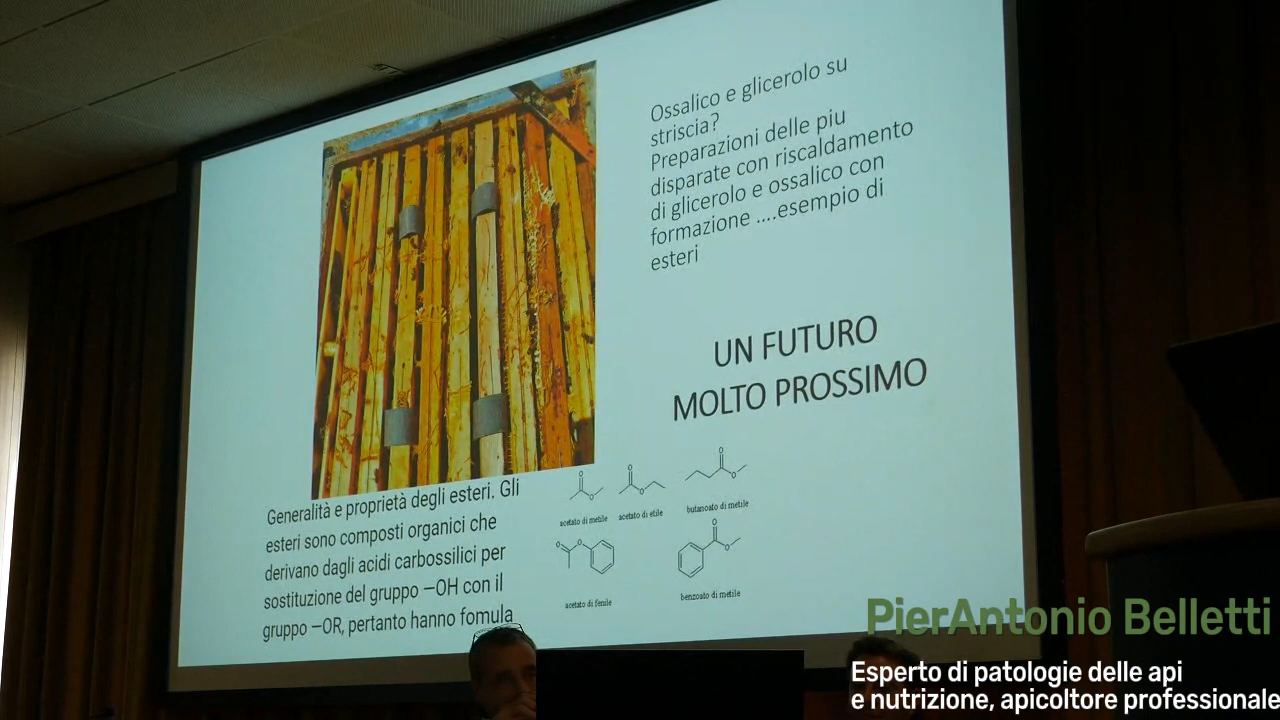 Ossalico e glicerolo su
striscia?
Preparazioni delle piu
disparate con riscaldamento
di glicerolo e ossalico con
formazione ....esempio di
esteri
UN FUTURO
MOLTO PROSSIMO
Generalità e proprietà degli esteri. Gli
esteri sono composti organici che
derivano dagli acidi carbossilici per
sostituzione del gruppo —OH con il
gruppo —OR, pertanto hanno fomula
acetato di metile
acetato di etile
butanoato di metile
acetato di fenile
benzoato di metile
PierAntonio Belletti
Esperto di patologie delle api
e nutrizione, apicoltore professionale